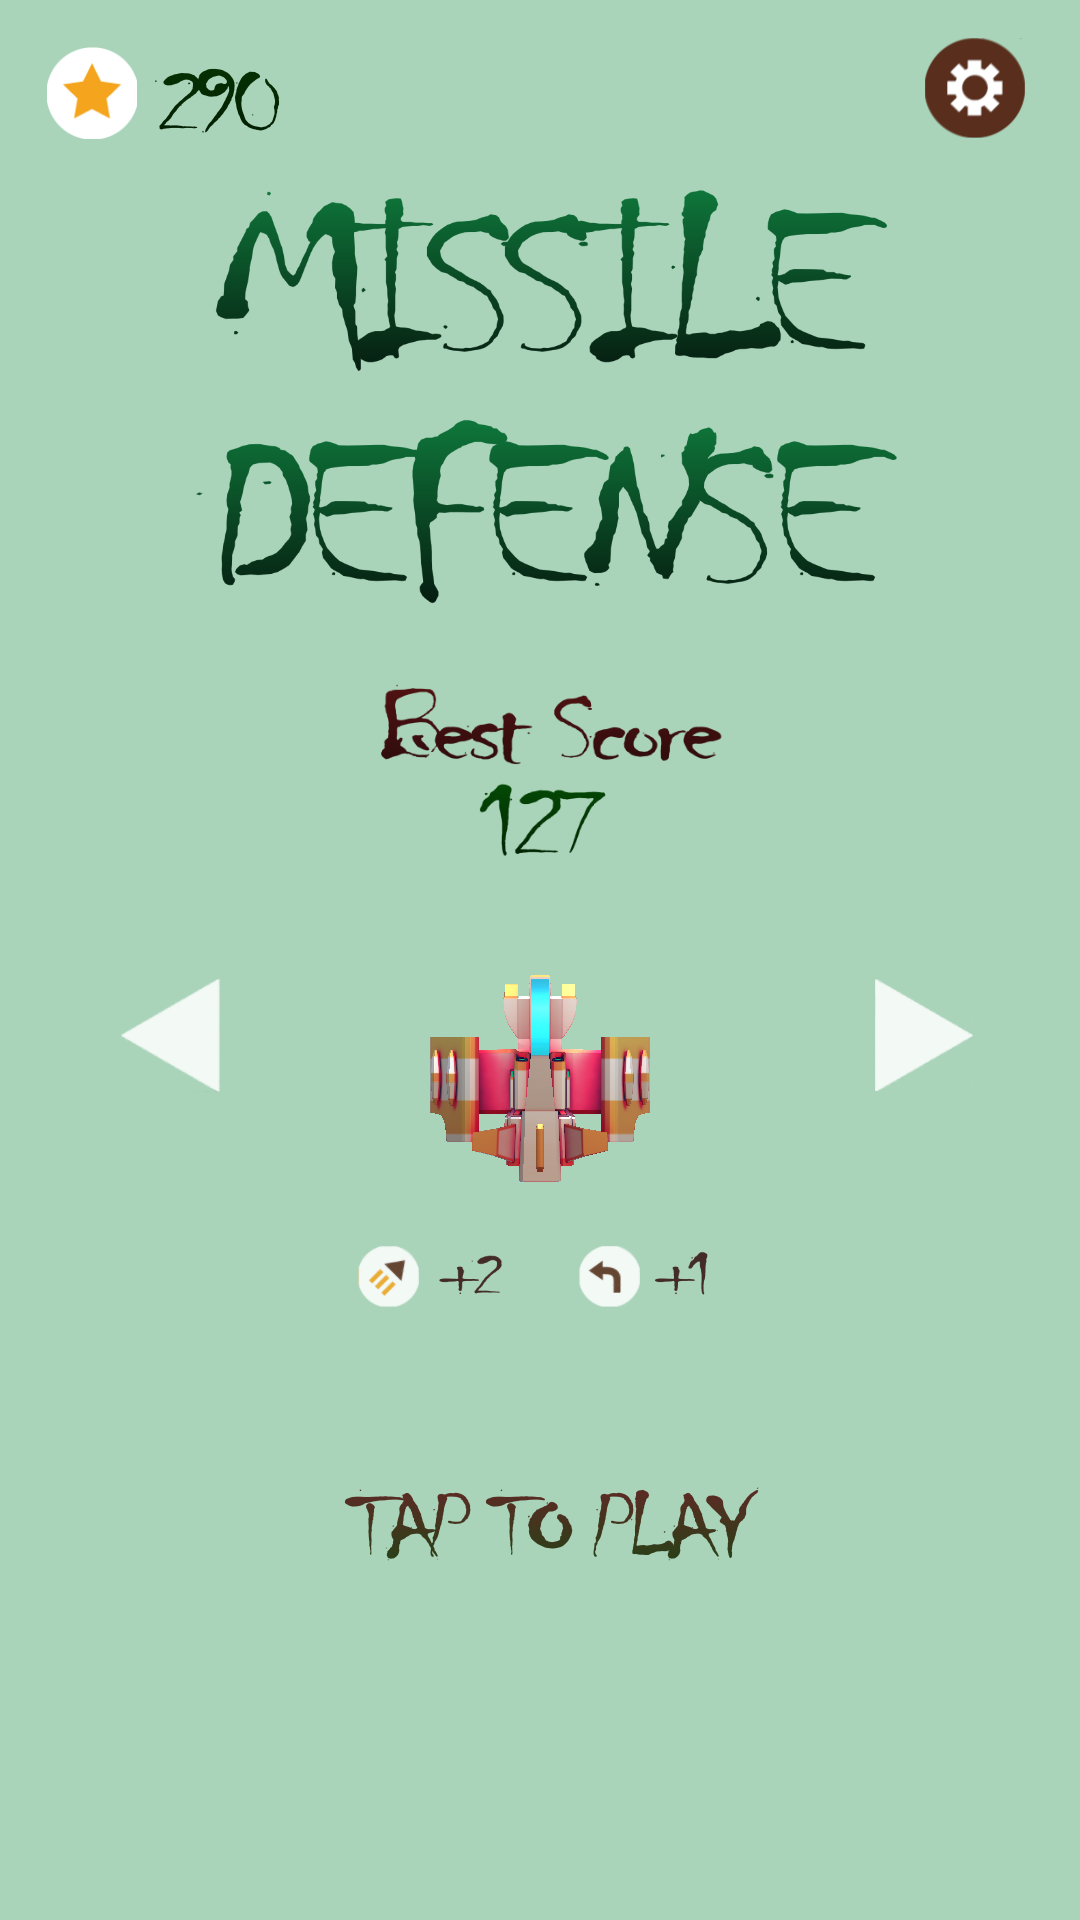 290
MISSILE
DEFENSE
Best Score
127
+2 +1
TAP TO PLAY